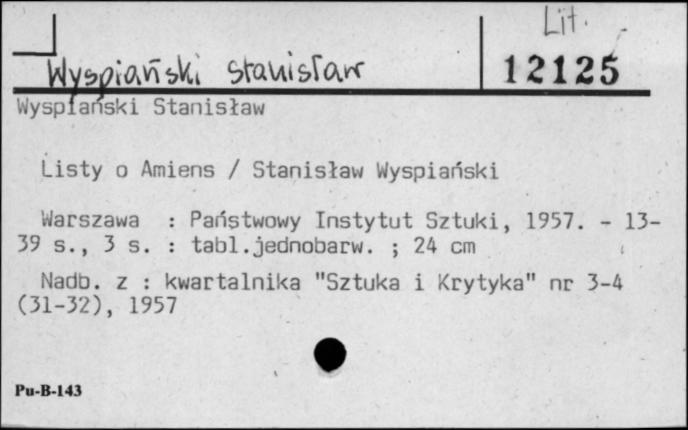 Lit.
Wyspiański Stanisław
12125
Wyspiański Stanisław
Listy o Amiens / Stanisław Wyspiański
Warszawa : Państwowy Instytut Sztuki, 1957. - 13-
39 s., 3 s. : tabl.jednobarw. ; 24 cm
Nadb. z : kwartalnika "Sztuka i Krytyka" nr 3-4
(31-32), 1957
Pu-B-143